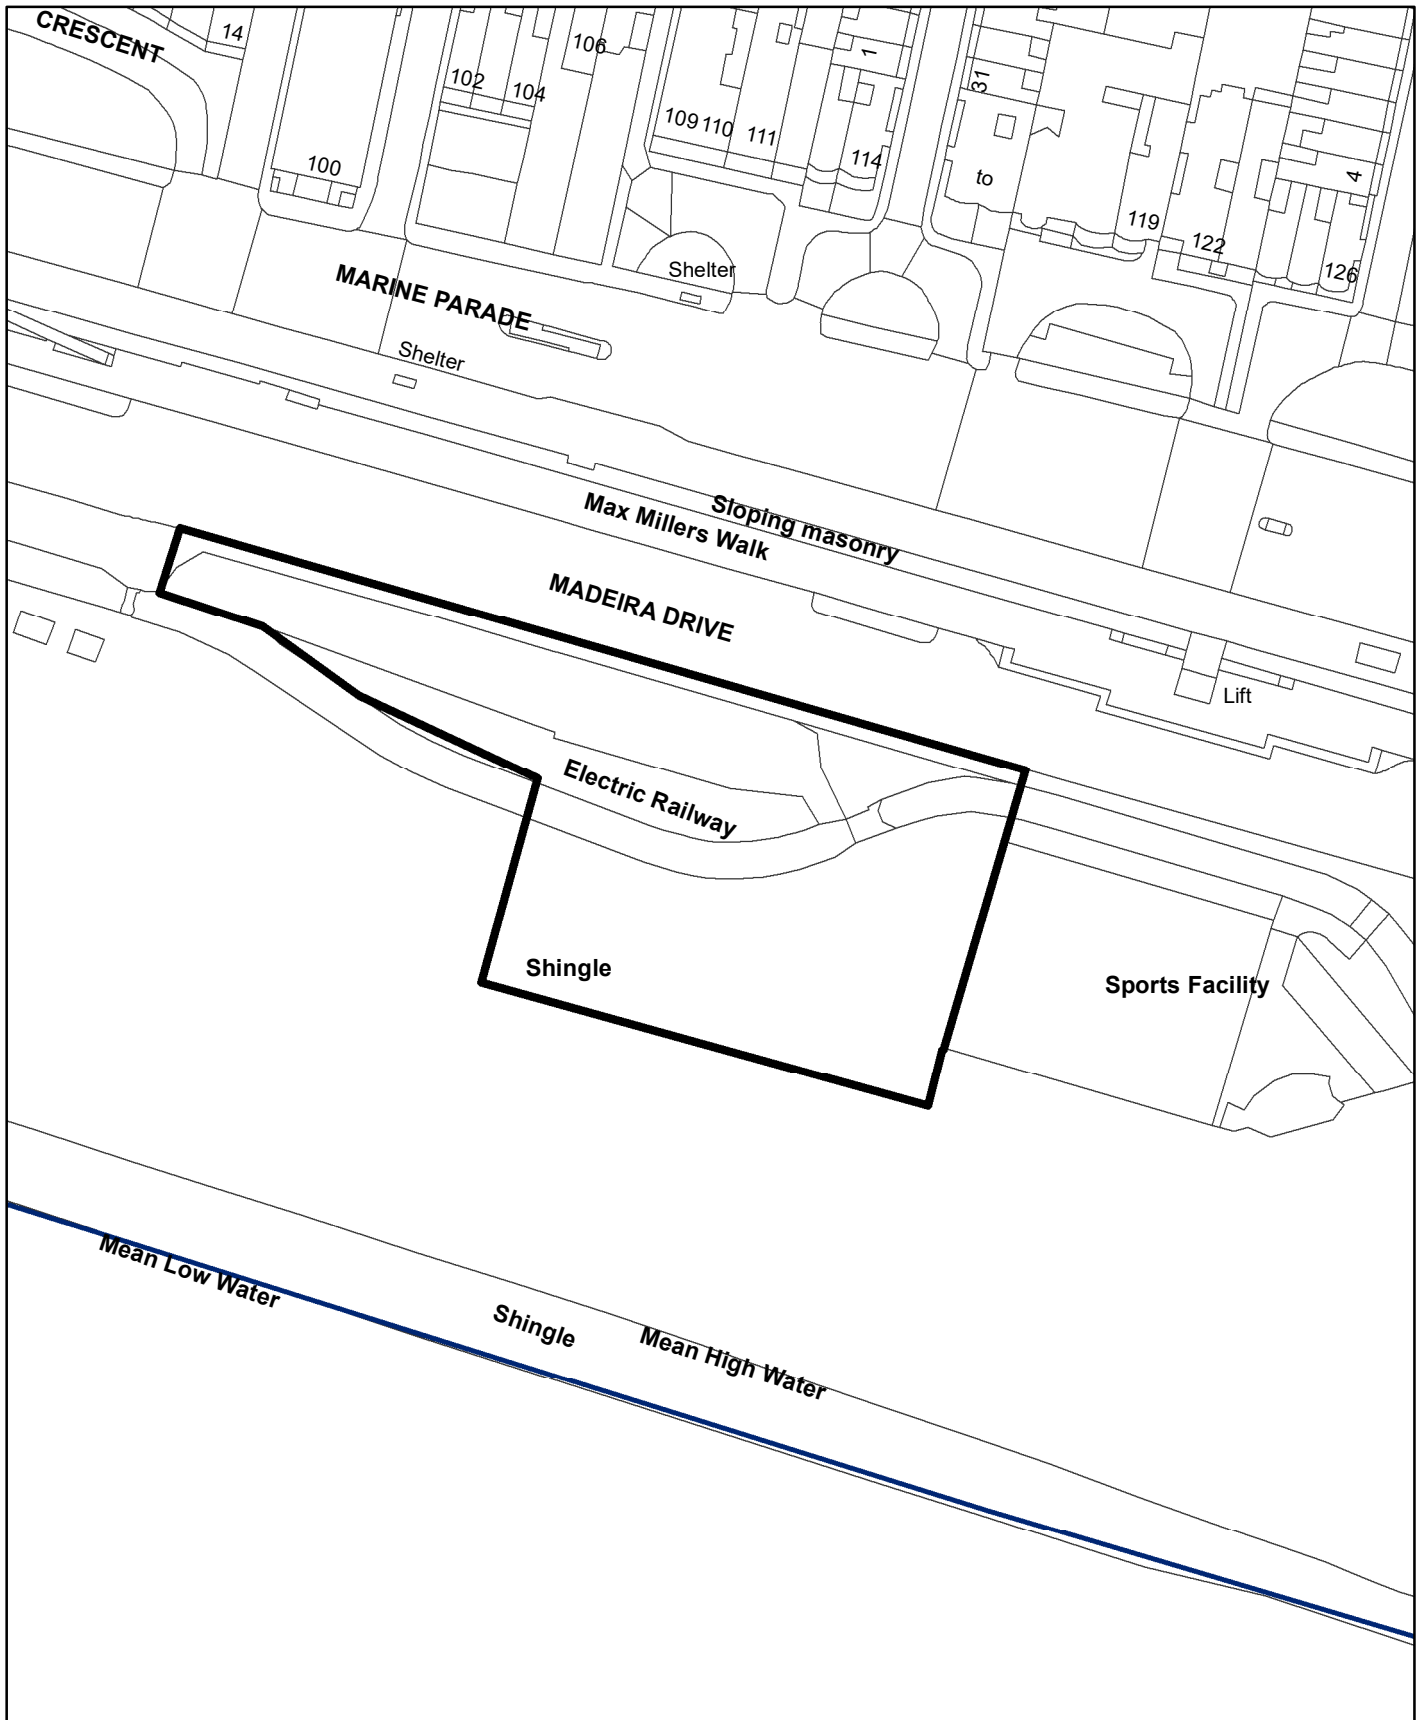 CRESCENT
14
102
104
106
1
31
109
110
111
114
100
to
4
119
122
126
Shelter
MARINE PARADE
Shelter
Sloping masonry
Max Millers Walk
MADEIRA DRIVE
Lift
Electric Railway
Shingle
Sports Facility
Mean Low Water
Shingle
Mean High Water